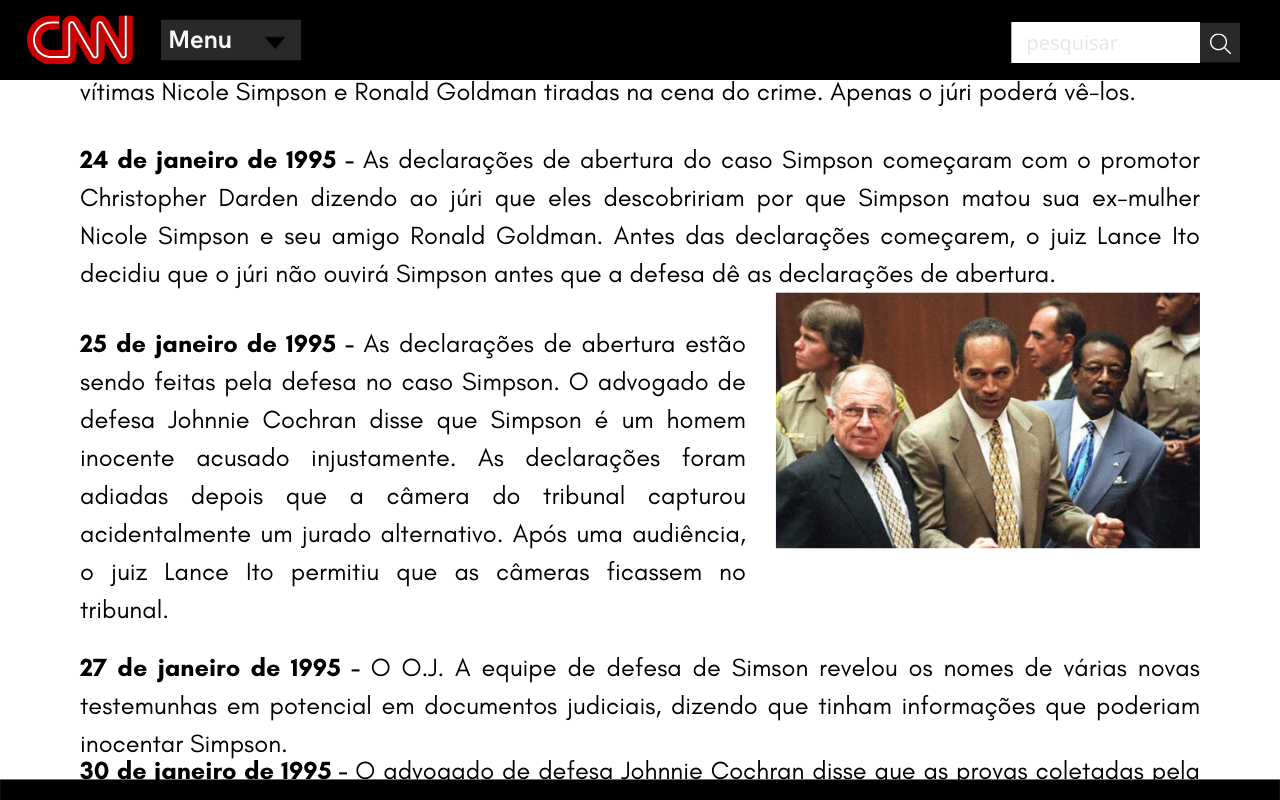 CNN
Menu
pesquisar
vítimas Nicole Simpson e Ronald Goldman tiradas na cena do crime. Apenas o júri poderá vê-los.
24 de janeiro de 1995 - As declarações de abertura do caso Simpson começaram com o promotor
Christopher Darden dizendo ao júri que eles descobririam por que Simpson matou sua ex-mulher
Nicole Simpson e seu amigo Ronald Goldman. Antes das declarações começarem, o juiz Lance Ito
decidiu que o júri não ouvirá Simpson antes que a defesa dê as declarações de abertura.
25 de janeiro de 1995 - As declarações de abertura estão
sendo feitas pela defesa no caso Simpson. O advogado de
defesa Johnnie Cochran disse que Simpson é um homem
inocente acusado injustamente. As declarações foram
adiadas depois que a câmera do tribunal capturou
acidentalmente um jurado alternativo. Após uma audiência,
o juiz Lance Ito permitiu que as câmeras ficassem no
tribunal.
27 de janeiro de 1995 - O O.J. A equipe de defesa de Simson revelou os nomes de várias novas
testemunhas em potencial em documentos judiciais, dizendo que tinham informações que poderiam
inocentar Simpson.
30 de janeiro de 1995 - O advogado de defesa Johnnie Cochran disse que as provas coletadas pela